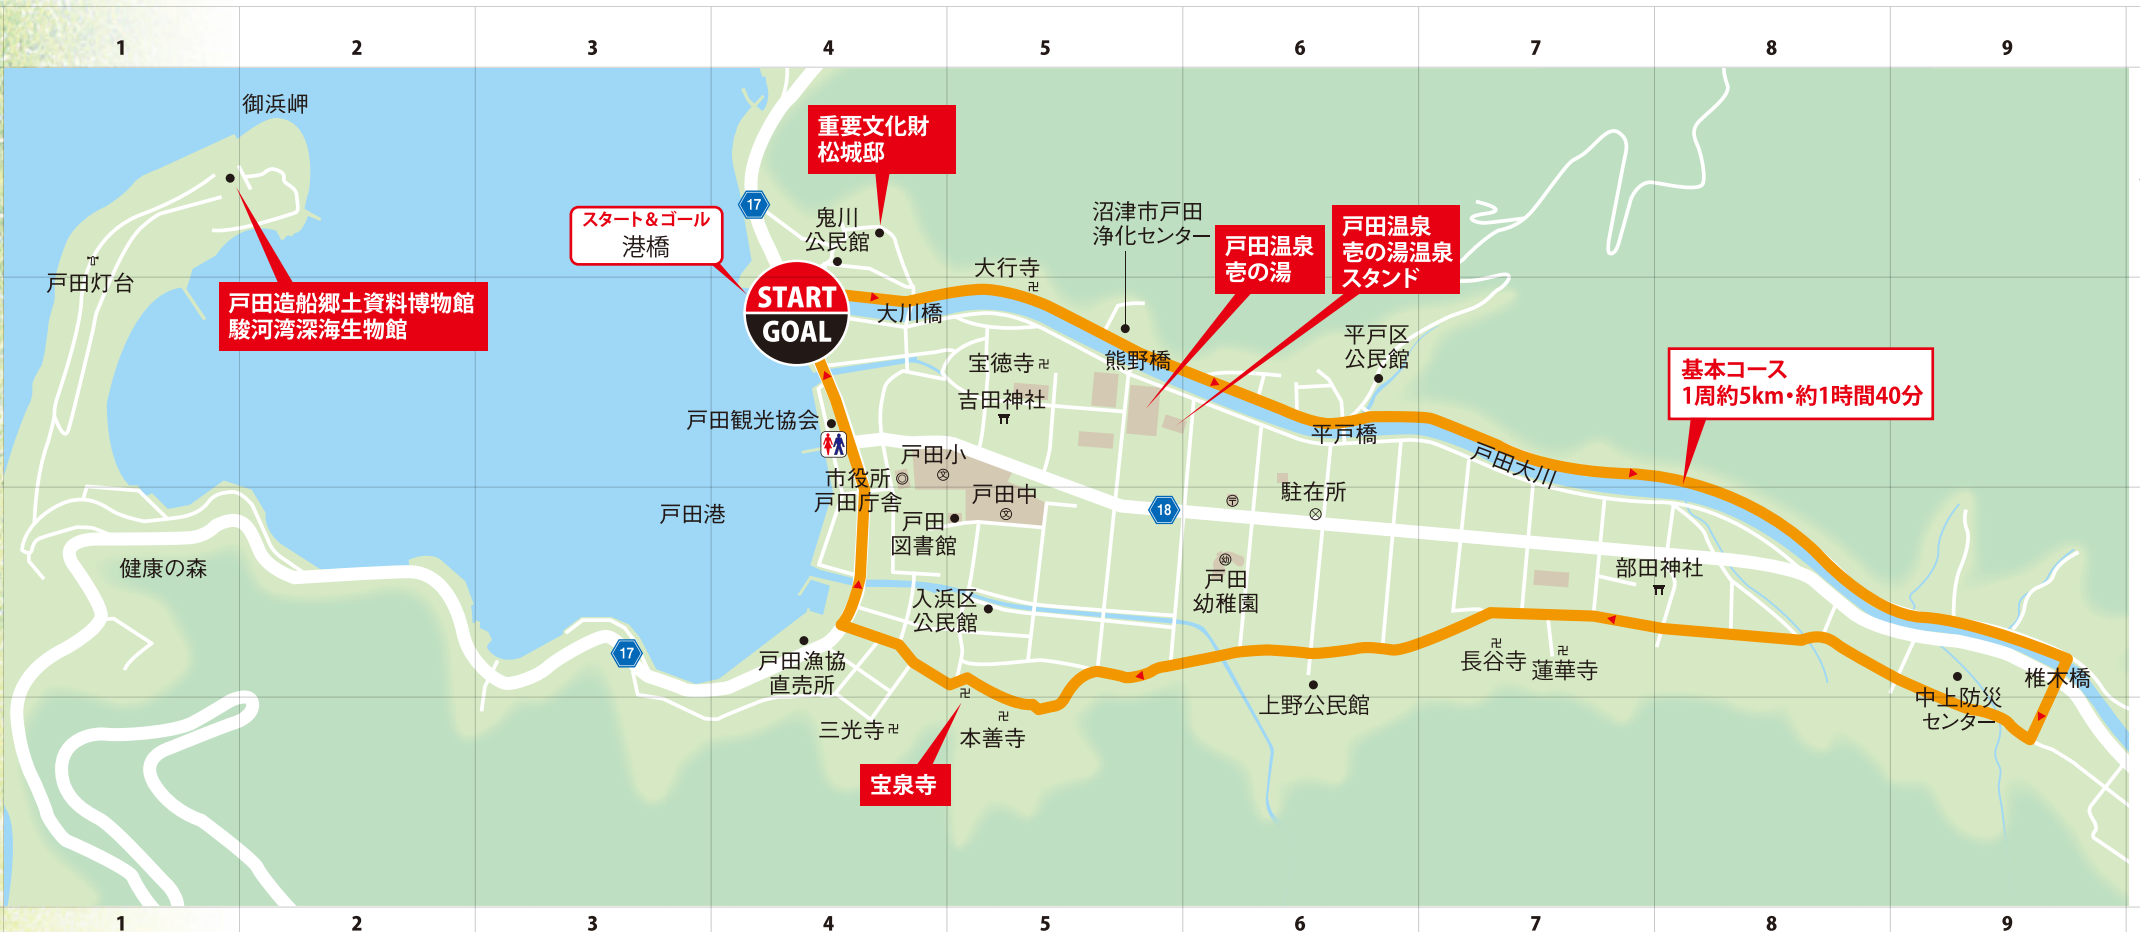 1 2 3 4 5 6 7 8 9
御浜岬
重要文化財
松城邸
17
スタート&ゴール
港橋
鬼川
公民館
沼津市戸田
浄化センター
戸田温泉
壱の湯
戸田温泉
壱の湯温泉
スタンド
戸田灯台
戸田造船郷土資料博物館
駿河湾深海生物館
START
GOAL
大行寺
大川橋
平戸区
公民館
宝徳寺
熊野橋
吉田神社
基本コース
1周約5km・約1時間40分
戸田観光協会
平戸橋
戸田大川
戸田小
文
市役所
戸田庁舎
戸田中
文
戸田港
戸田
図書館
18
駐在所
健康の森
幼
戸田
幼稚園
部田神社
入浜区
公民館
17
戸田漁協
直売所
長谷寺
蓮華寺
椎木橋
上野公民館
中上防災
センター
三光寺
本善寺
宝泉寺
1 2 3 4 5 6 7 8 9